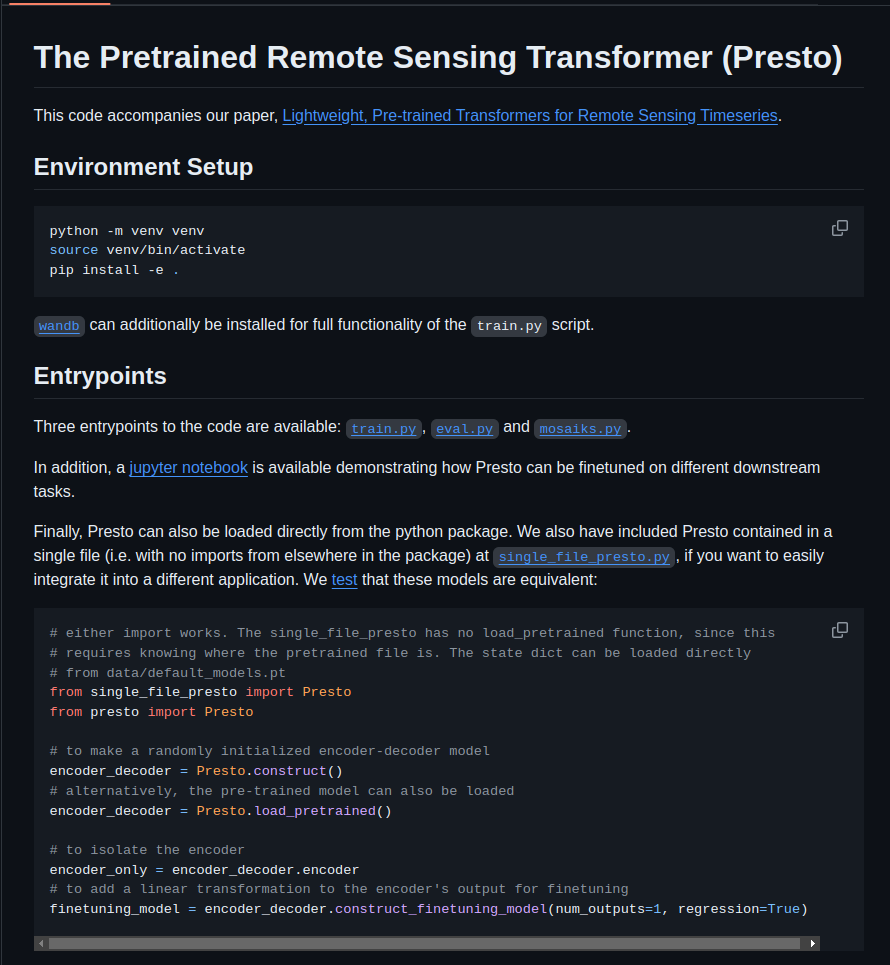 The Pretrained Remote Sensing Transformer (Presto)
This code accompanies our paper, Lightweight, Pre-trained Transformers for Remote Sensing Timeseries.
Environment Setup
python -m venv venv
source venv/bin/activate
pip install -e .
wandb can additionally be installed for full functionality of the train.py script.
Entrypoints
Three entrypoints to the code are available: train.py, eval.py and mosaiks.py.
In addition, a jupyter notebook is available demonstrating how Presto can be finetuned on different downstream
tasks.
Finally, Presto can also be loaded directly from the python package. We also have included Presto contained in a
single file (i.e. with no imports from elsewhere in the package) at single_file_presto.py, if you want to easily
integrate it into a different application. We test that these models are equivalent:
# either import works. The single_file_presto has no load_pretrained function, since this
# requires knowing where the pretrained file is. The state dict can be loaded directly
# from data/default_models.pt
from single_file_presto import Presto
from presto import Presto
# to make a randomly initialized encoder-decoder model
encoder_decoder = Presto.construct()
# alternatively, the pre-trained model can also be loaded
encoder_decoder = Presto.load_pretrained()
# to isolate the encoder
encoder_only = encoder_decoder.encoder
# to add a linear transformation to the encoder's output for finetuning
finetuning_model = encoder_decoder.construct_finetuning_model(num_outputs=1, regression=True)